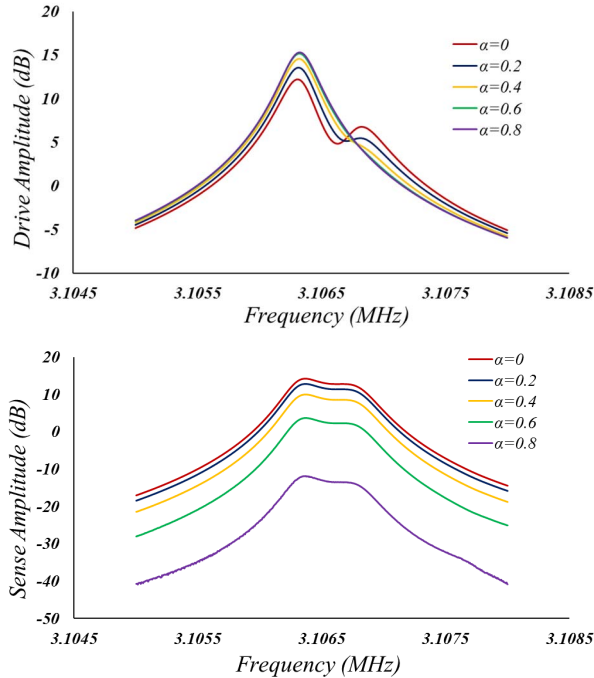 20
15
10
5
0
-5
-10
Drive Amplitude (dB)
α=0
α=0.2
α=0.4
α=0.6
α=0.8
3.1045 3.1055 3.1065 3.1075 3.1085
Frequency (MHz)
20
10
0
-10
-20
-30
-40
-50
Sense Amplitude (dB)
α=0
α=0.2
α=0.4
α=0.6
α=0.8
3.1045 3.1055 3.1065 3.1075 3.1085
Frequency (MHz)